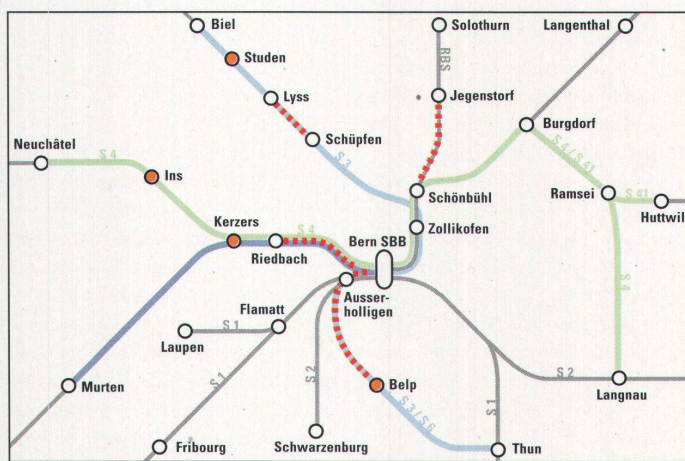 Biel
Solothurn
Langenthal
Studen
RBS
Lyss
Jegenstorf
Burgdorf
Schüpfen
Neuchâtel
S 4
S 3
S 4 / S 41
Ins
Schönbühl
Ramsei
S 41
Huttwil
Kerzers
S 4
Zollikofen
Riedbach
Bern SBB
Ausser-
holligen
S 4
Flamatt
S 1
Laupen
S 1
S 2
S 3 / S 6
S 1
S 2
Belp
Murten
Langnau
Fribourg
Schwarzenburg
Thun